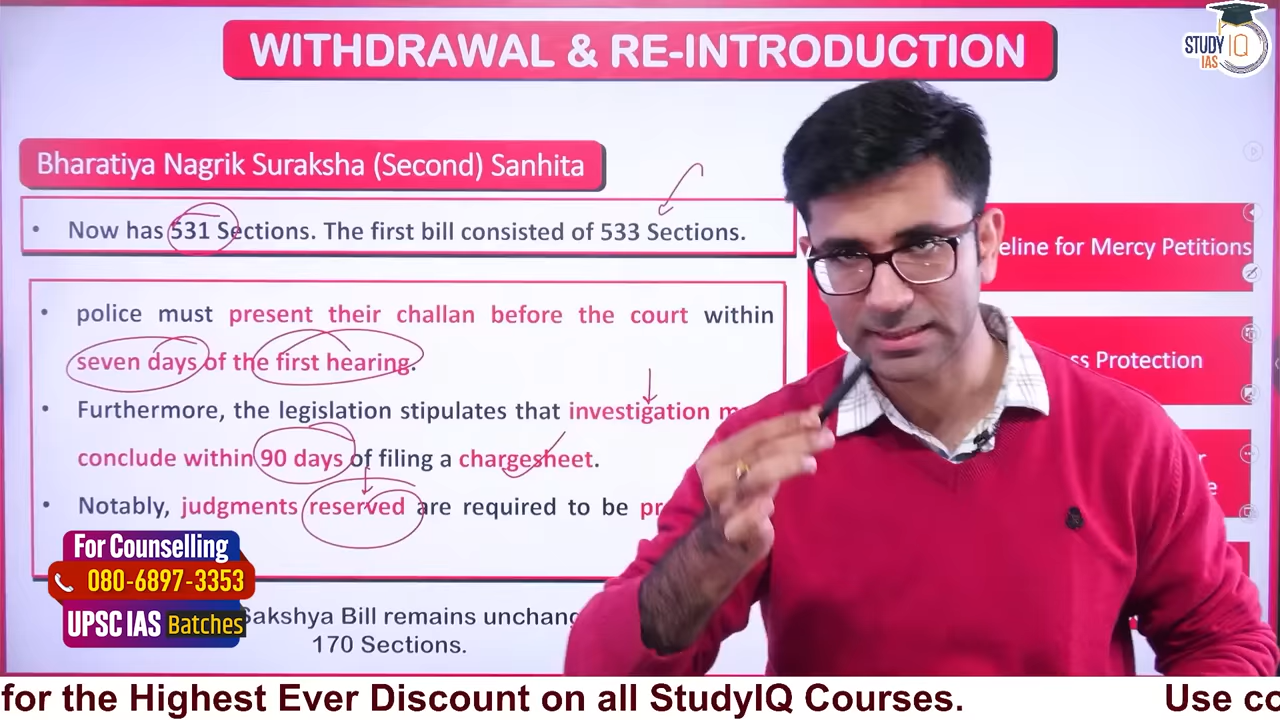 STUDY IQ
IAS
WITHDRAWAL & RE-INTRODUCTION
Bharatiya Nagrik Suraksha (Second) Sanhita
• Now has 531 Sections. The first bill consisted of 533 Sections.
eline for Mercy Petitions
• police must present their challan before the court within
seven days of the first hearing.
ss Protection
• Furthermore, the legislation stipulates that investigation m
conclude within 90 days of filing a chargesheet.
• Notably, judgments reserved are required to be pr
For Counselling
080-6897-3353
UPSC IAS Batches
Sakshya Bill remains unchang
170 Sections.
for the Highest Ever Discount on all StudyIQ Courses.
Use co